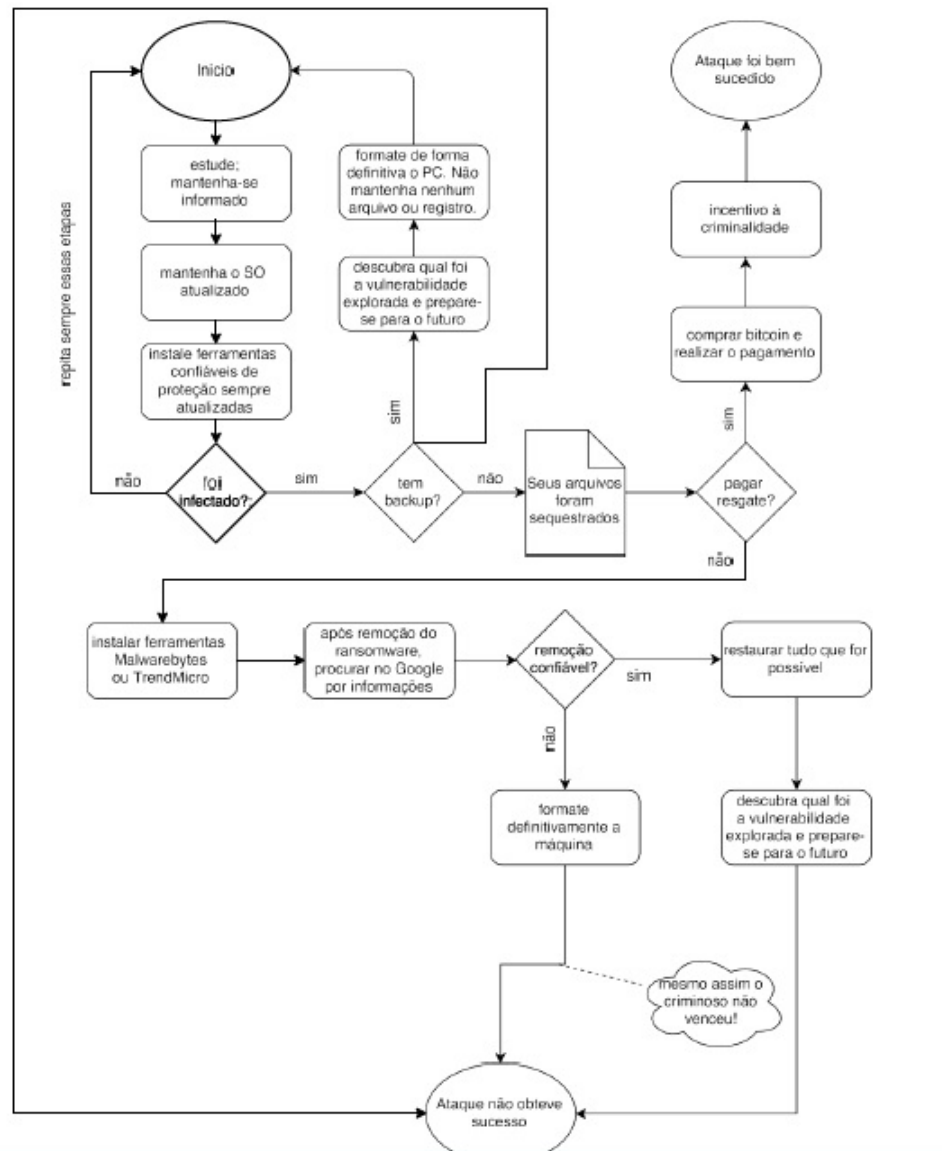 Início
estude;
mantenha-se
informado
mantenha o SO
atualizado
instale ferramentas
confiáveis de
proteção sempre
atualizadas
foi
infectado?
não
repita sempre essas etapas
sim
tem
backup?
sim
descubra qual foi
a vulnerabilidade
explorada e prepare-
se para o futuro
formate de forma
definitiva o PC. Não
mantenha nenhum
arquivo ou registro.
não
Seus arquivos
foram
sequestrados
pagar
resgate?
sim
comprar bitcoin e
realizar o pagamento
incentivo à
criminalidade
Ataque foi bem
sucedido
não
instalar ferramentas
Malwarebytes
ou TrendMicro
após remoção do
ransomware,
procurar no Google
por informações
remoção
confiável?
sim
restaurar tudo que for
possível
descubra qual foi
a vulnerabilidade
explorada e prepare-
se para o futuro
não
formate
definitivamente a
máquina
mesmo assim o
criminoso não
venceu!
Ataque não obteve
sucesso